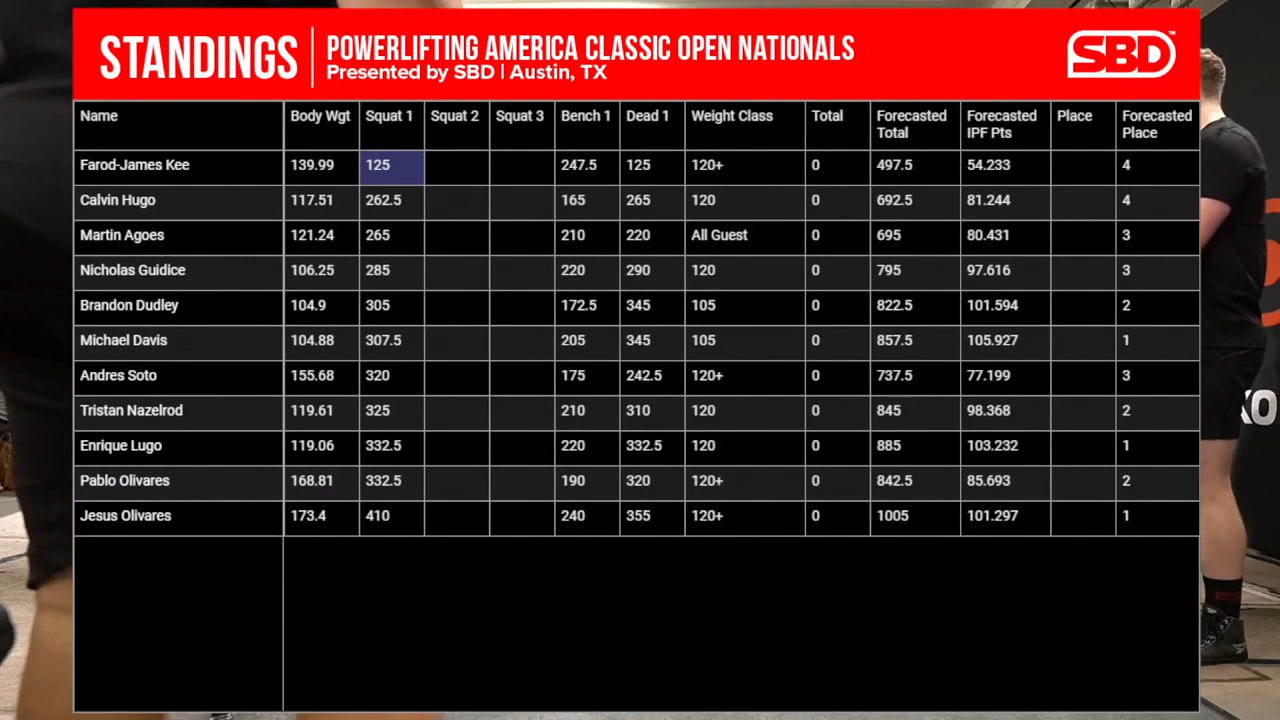 STANDINGS
POWERLIFTING AMERICA CLASSIC OPEN NATIONALS
Presented by SBD | Austin, TX
SBD™
Name Body Wgt Squat 1 Squat 2 Squat 3 Bench 1 Dead 1 Weight Class Total Forecasted Total Forecasted IPF Pts Place Forecasted Place
Farod-James Kee 139.99 125 247.5 125 120+ 0 497.5 54.233 4
Calvin Hugo 117.51 262.5 165 265 120 0 692.5 81.244 4
Martin Agoes 121.24 265 210 220 All Guest 0 695 80.431 3
Nicholas Guidice 106.25 285 220 290 120 0 795 97.616 3
Brandon Dudley 104.9 305 172.5 345 105 0 822.5 101.594 2
Michael Davis 104.88 307.5 205 345 105 0 857.5 105.927 1
Andres Soto 155.68 320 175 242.5 120+ 0 737.5 77.199 3
Tristan Nazelrod 119.61 325 210 310 120 0 845 98.368 2
Enrique Lugo 119.06 332.5 220 332.5 120 0 885 103.232 1
Pablo Olivares 168.81 332.5 190 320 120+ 0 842.5 85.693 2
Jesus Olivares 173.4 410 240 355 120+ 0 1005 101.297 1